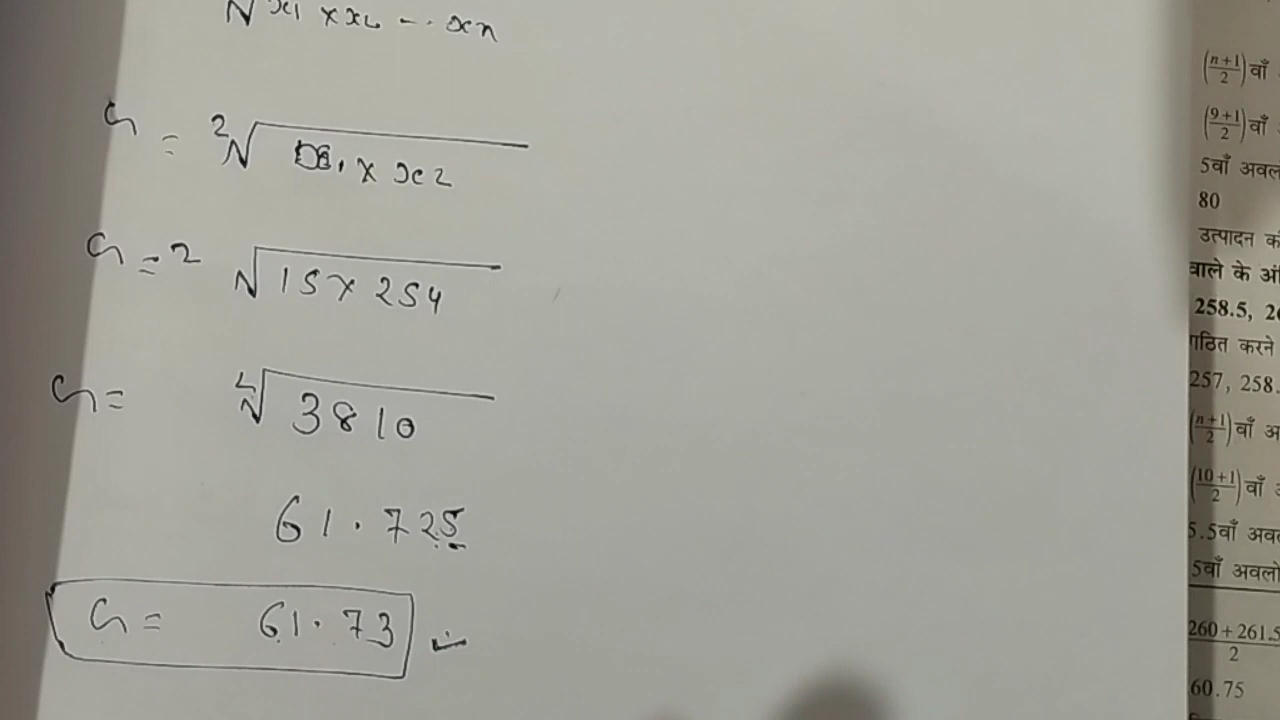 √x1 × x2 --- xn
G = ²√x1 × x2
G = ² √15 × 254
G = ²√3810
61.725
G = 61.73
(n+1/2)वाँ
(9+1/2)वाँ
5वाँ
80
उत्पादन
वाले के
258.5,
गठित करने
257, 258.
(n+1/2)वाँ
(10+1/2)वाँ
5.5वाँ
5वाँ
260+261.5/2
60.75